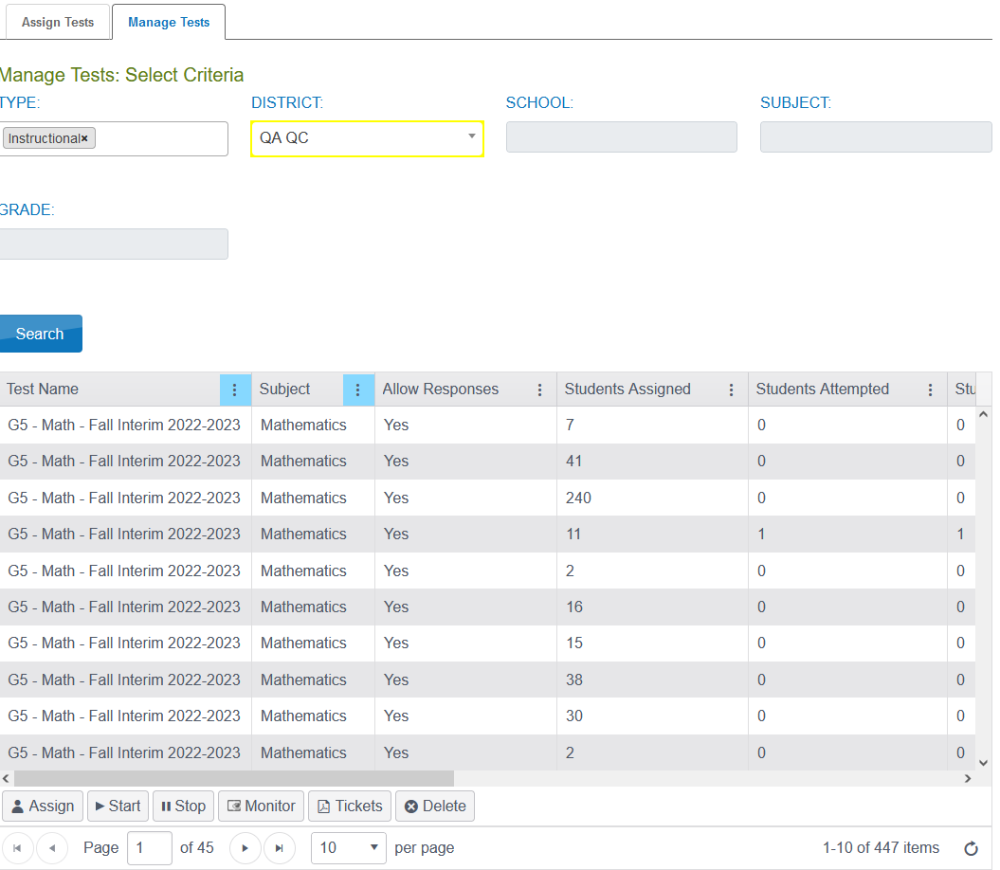 Assign Tests Manage Tests
Manage Tests: Select Criteria
TYPE: DISTRICT: SCHOOL: SUBJECT:
Instructional× QA QC
GRADE:
Search
Test Name Subject Allow Responses Students Assigned Students Attempted Stu
G5 - Math - Fall Interim 2022-2023 Mathematics Yes 7 0 0
G5 - Math - Fall Interim 2022-2023 Mathematics Yes 41 0 0
G5 - Math - Fall Interim 2022-2023 Mathematics Yes 240 0 0
G5 - Math - Fall Interim 2022-2023 Mathematics Yes 11 1 1
G5 - Math - Fall Interim 2022-2023 Mathematics Yes 2 0 0
G5 - Math - Fall Interim 2022-2023 Mathematics Yes 16 0 0
G5 - Math - Fall Interim 2022-2023 Mathematics Yes 15 0 0
G5 - Math - Fall Interim 2022-2023 Mathematics Yes 38 0 0
G5 - Math - Fall Interim 2022-2023 Mathematics Yes 30 0 0
G5 - Math - Fall Interim 2022-2023 Mathematics Yes 2 0 0
Assign Start Stop Monitor Tickets Delete
Page 1 of 45 10 per page 1-10 of 447 items